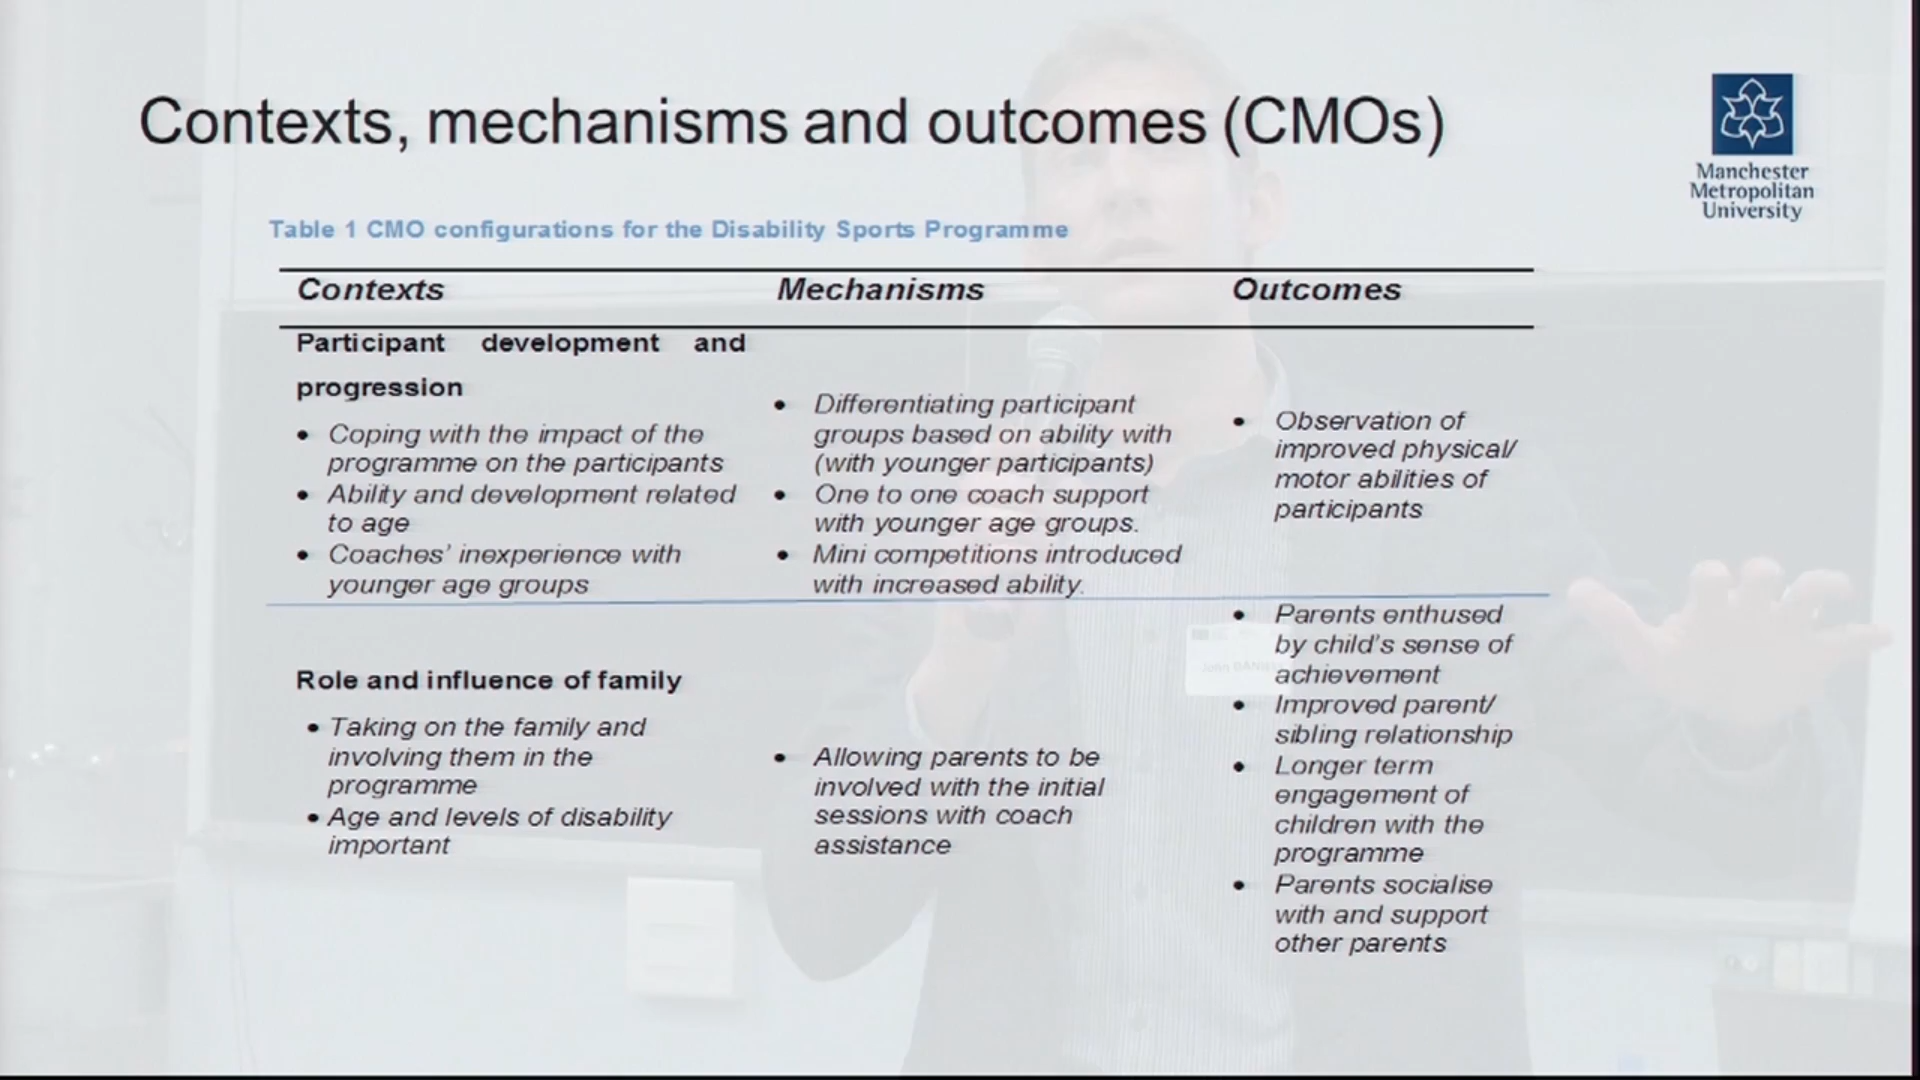 Contexts, mechanisms and outcomes (CMOs)
Manchester
Metropolitan
University
Table 1 CMO configurations for the Disability Sports Programme
Contexts Mechanisms Outcomes
Participant development and
progression
• Coping with the impact of the
programme on the participants
• Ability and development related
to age
• Coaches' inexperience with
younger age groups
• Differentiating participant
groups based on ability with
(with younger participants)
• One to one coach support
with younger age groups.
• Mini competitions introduced
with increased ability.
• Observation of
improved physical/
motor abilities of
participants
Role and influence of family
• Taking on the family and
involving them in the
programme
• Age and levels of disability
important
• Allowing parents to be
involved with the initial
sessions with coach
assistance
• Parents enthused
by child's sense of
achievement
• Improved parent/
sibling relationship
• Longer term
engagement of
children with the
programme
• Parents socialise
with and support
other parents
John